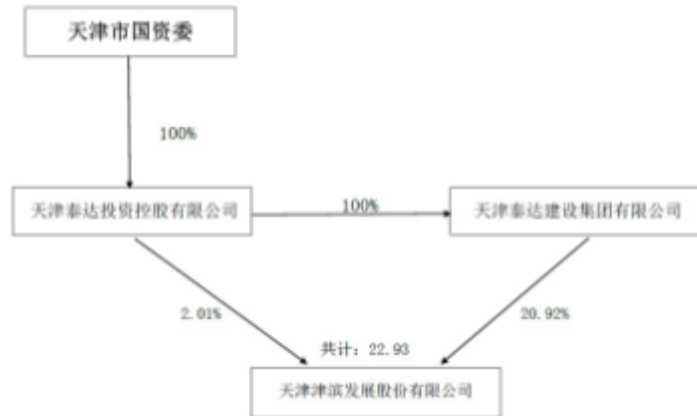 天津市国资委
100%
天津泰达投资控股有限公司
100%
天津泰达建设集团有限公司
2.01%
20.92%
共计：22.93
天津津滨发展股份有限公司